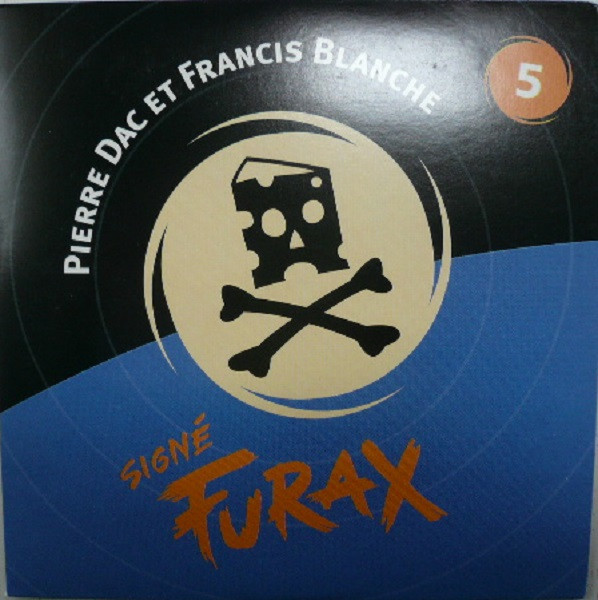 PIERRE DAC ET FRANCIS BLANCHE
5
SIGNÉ
FURAX